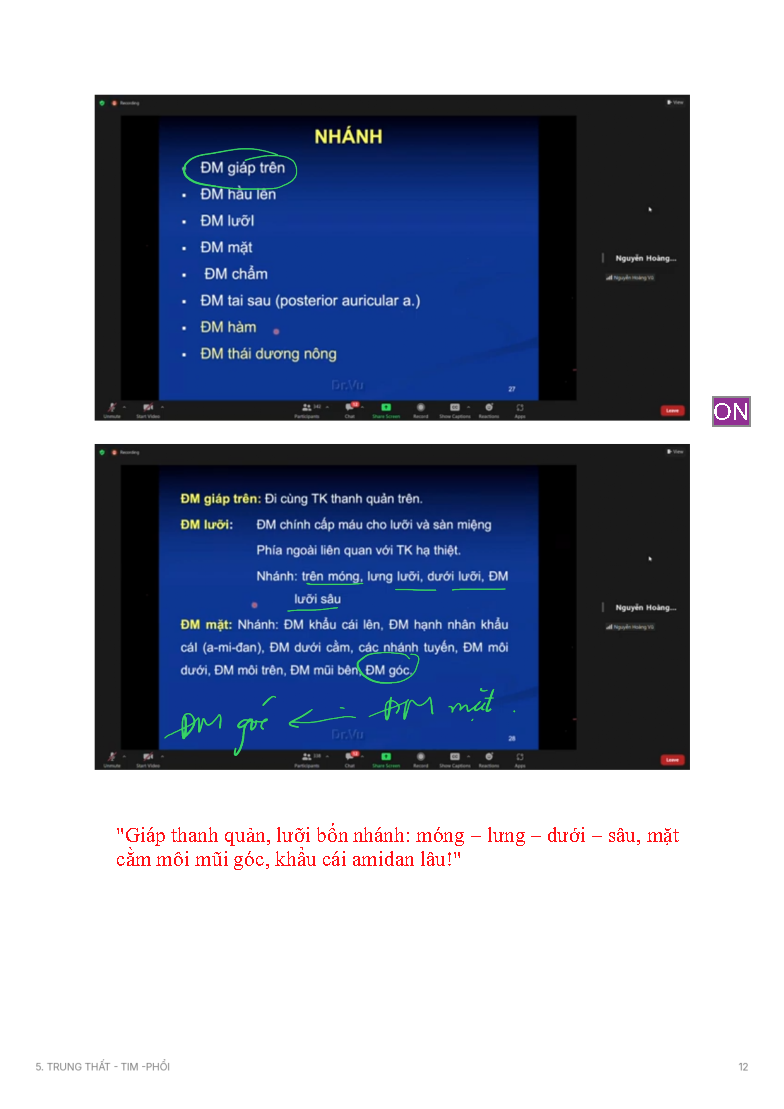 Recording
View
NHÁNH
ĐM giáp trên
ĐM hầu lên
ĐM lưỡI
ĐM mặt
ĐM chẩm
ĐM tai sau (posterior auricular a.)
ĐM hàm
ĐM thái dương nông
Dr.Vu
27
Nguyễn Hoàng...
Nguyễn Hoàng Vũ
Unmute
Start Video
Participants
Chat
Share Screen
Record
Show Captions
Reactions
Apps
Leave
ON
Recording
View
ĐM giáp trên: Đi cùng TK thanh quản trên.
ĐM lưỡi: ĐM chính cấp máu cho lưỡi và sàn miệng
Phía ngoài liên quan với TK hạ thiệt.
Nhánh: trên móng, lưng lưỡi, dưới lưỡi, ĐM
lưỡi sâu
ĐM mặt: Nhánh: ĐM khẩu cái lên, ĐM hạnh nhân khẩu
cáI (a-mi-đan), ĐM dưới cằm, các nhánh tuyến, ĐM môi
dưới, ĐM môi trên, ĐM mũi bên, ĐM góc.
ĐM góc ← ĐM mặt.
Dr.Vu
28
Nguyễn Hoàng...
Nguyễn Hoàng Vũ
Unmute
Start Video
Participants
Chat
Share Screen
Record
Show Captions
Reactions
Apps
Leave
"Giáp thanh quản, lưỡi bốn nhánh: móng – lưng – dưới – sâu, mặt
cằm môi mũi góc, khẩu cái amidan lâu!"
5. TRUNG THẤT - TIM -PHỔI
12